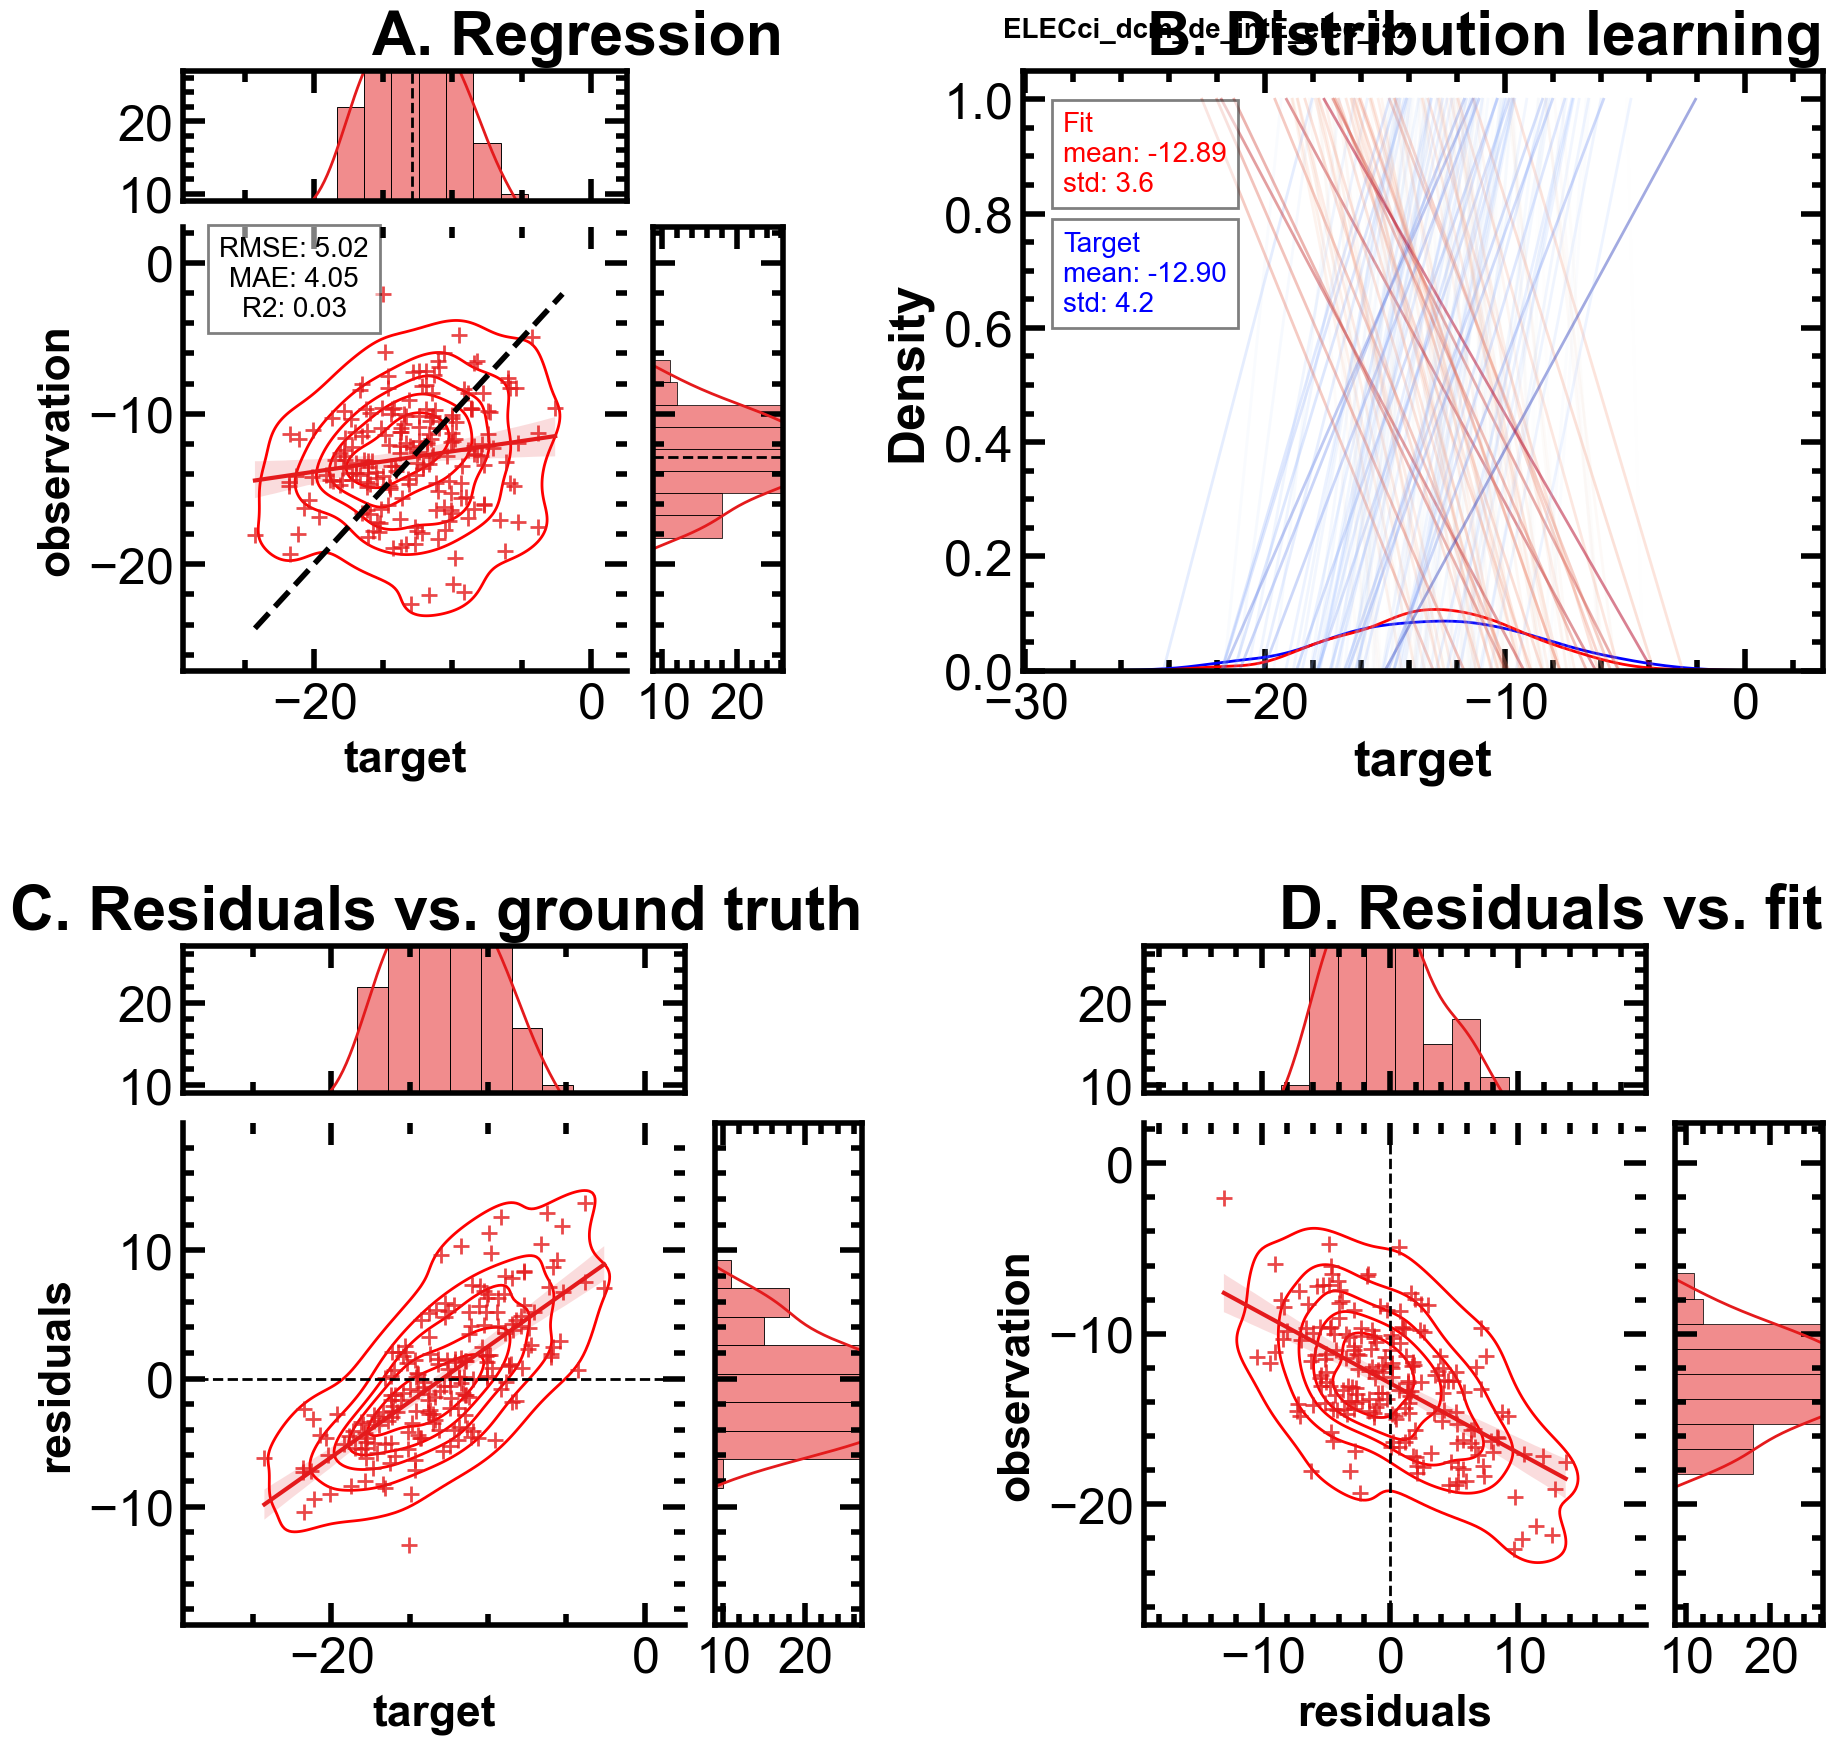 A. Regression
20
10
RMSE: 5.02
MAE: 4.05
R2: 0.03
0
−10
−20
observation
−20
0
10
20
target
B. Distribution learning
1.0
0.8
0.6
0.4
0.2
0.0
Density
Fit
mean: -12.89
std: 3.6
Target
mean: -12.90
std: 4.2
−30
−20
−10
0
target
C. Residuals vs. ground truth
20
10
10
0
−10
residuals
−20
0
10
20
target
D. Residuals vs. fit
20
10
0
−10
−20
observation
−10
0
10
10
20
residuals